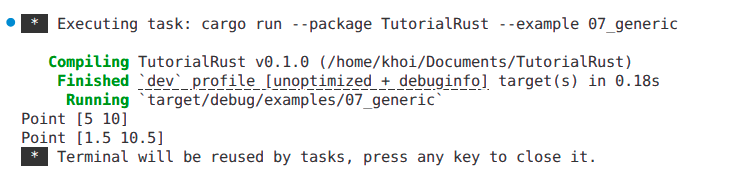 * Executing task: cargo run --package TutorialRust --example 07_generic
Compiling TutorialRust v0.1.0 (/home/khoi/Documents/TutorialRust)
Finished `dev` profile [unoptimized + debuginfo] target(s) in 0.18s
Running `target/debug/examples/07_generic`
Point [5 10]
Point [1.5 10.5]
* Terminal will be reused by tasks, press any key to close it.